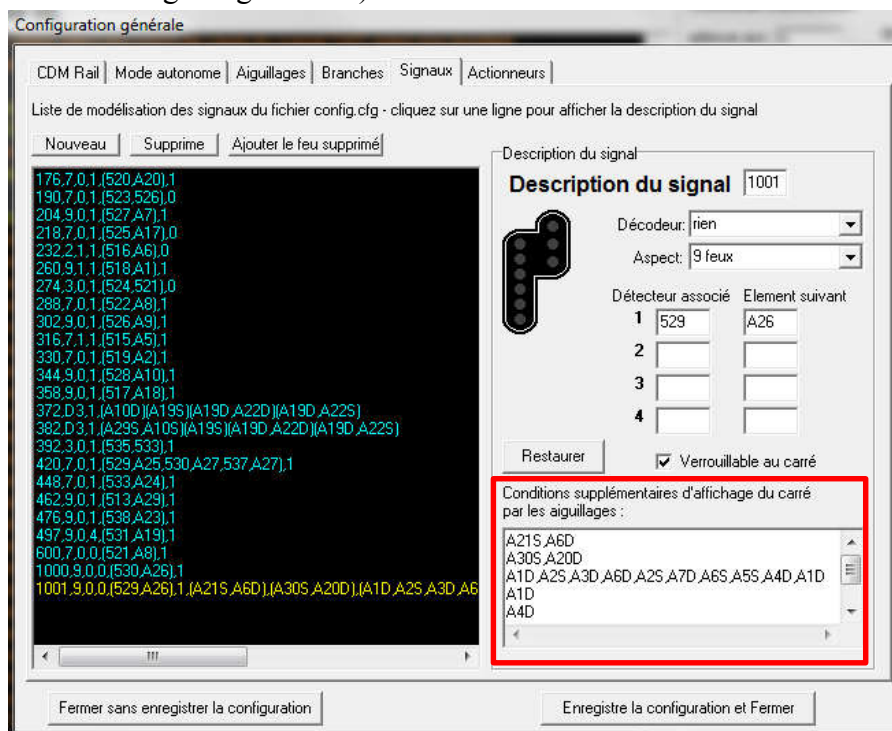 Configuration générale
CDM Rail Mode autonome Aiguillages Branches Signaux Actionneurs
Liste de modélisation des signaux du fichier config.cfg - cliquez sur une ligne pour afficher la description du signal
Nouveau Supprime Ajouter le feu supprimé
176,7,0,1,(520,A20),1
190,7,0,1,(523,526),0
204,9,0,1,(527,A7),1
218,7,0,1,(525,A17),0
232,2,1,1,(516,A6),0
260,9,1,1,(518,A1),1
274,3,0,1,(524,521),0
288,7,0,1,(522,A8),1
302,9,0,1,(526,A9),1
316,7,1,1,(515,A5),1
330,7,0,1,(519,A2),1
344,9,0,1,(528,A10),1
358,9,0,1,(517,A18),1
372,D3,1,(A10D)(A19S)(A19D,A22D)(A19D,A22S)
382,D3,1,(A29S,A10S)(A19S)(A19D,A22D)(A19D,A22S)
392,3,0,1,(535,533),1
420,7,0,1,(529,A25,530,A27,537,A27),1
448,7,0,1,(533,A24),1
462,9,0,1,(513,A29),1
476,9,0,1,(538,A23),1
497,9,0,4,(531,A19),1
600,7,0,0,(521,A8),1
1000,9,0,0,(530,A26),1
1001,9,0,0,(529,A26),1,(A21S,A6D),(A30S,A20D),(A1D,A2S,A3D,A6
Description du signal
Description du signal 1001
Décodeur: rien
Aspect: 9 feux
Détecteur associé Element suivant
1 529 A26
2
3
4
Restaurer Verrouillable au carré
Conditions supplémentaires d'affichage du carré
par les aiguillages :
A21S,A6D
A30S,A20D
A1D,A2S,A3D,A6D,A2S,A7D,A6S,A5S,A4D,A1D
A1D
A4D
Fermer sans enregistrer la configuration Enregistre la configuration et Fermer